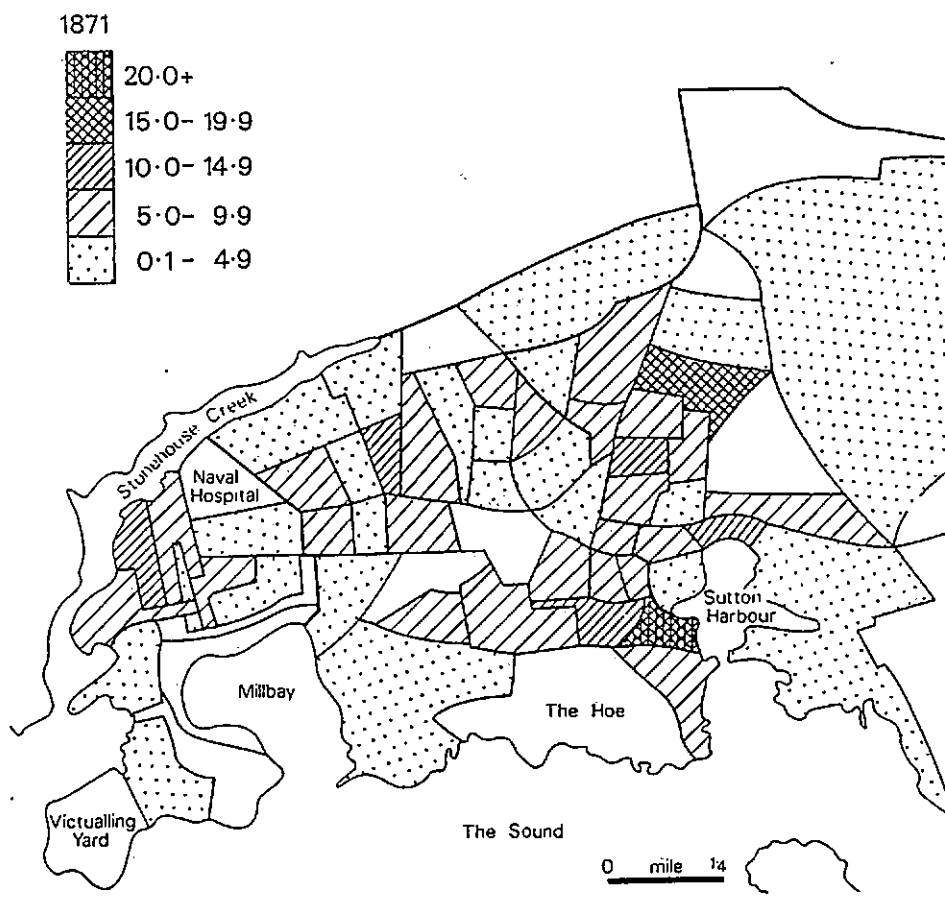 1871
20·0+
15·0- 19·9
10·0- 14·9
5·0- 9·9
0·1- 4·9
Stonehouse Creek
Naval
Hospital
Sutton
Harbour
Millbay
The Hoe
Victualling
Yard
The Sound
0 mile 1/4